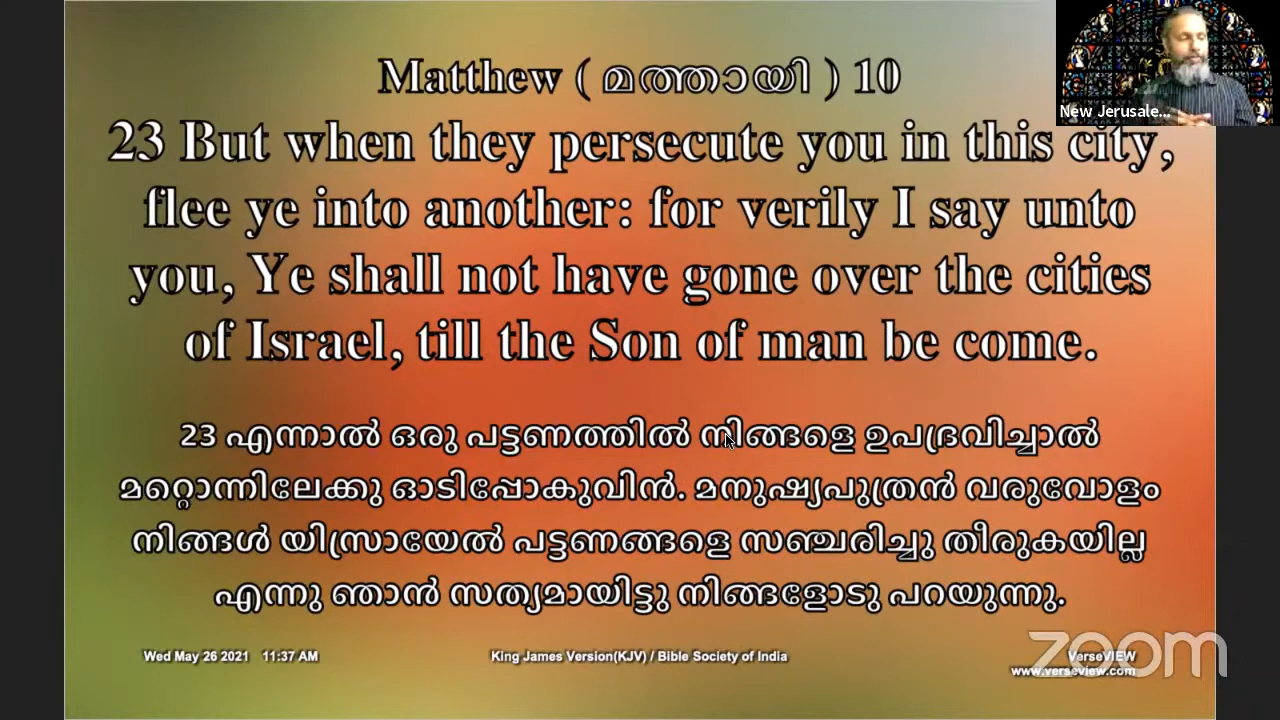 Matthew ( മത്തായി ) 10
23 But when they persecute you in this city,
flee ye into another: for verily I say unto
you, Ye shall not have gone over the cities
of Israel, till the Son of man be come.
23 എന്നാൽ ഒരു പട്ടണത്തിൽ നിങ്ങളെ ഉപദ്രവിച്ചാൽ
മറ്റൊന്നിലേക്കു ഓടിപ്പോകുവിൻ. മനുഷ്യപുത്രൻ വരുവോളം
നിങ്ങൾ യിസ്രായേൽ പട്ടണങ്ങളെ സഞ്ചരിച്ചു തീരുകയില്ല
എന്നു ഞാൻ സത്യമായിട്ടു നിങ്ങളോടു പറയുന്നു.
New Jerusale...
Wed May 26 2021 11:37 AM
King James Version(KJV) / Bible Society of India
VerseVIEW
www.verseview.com
zoom